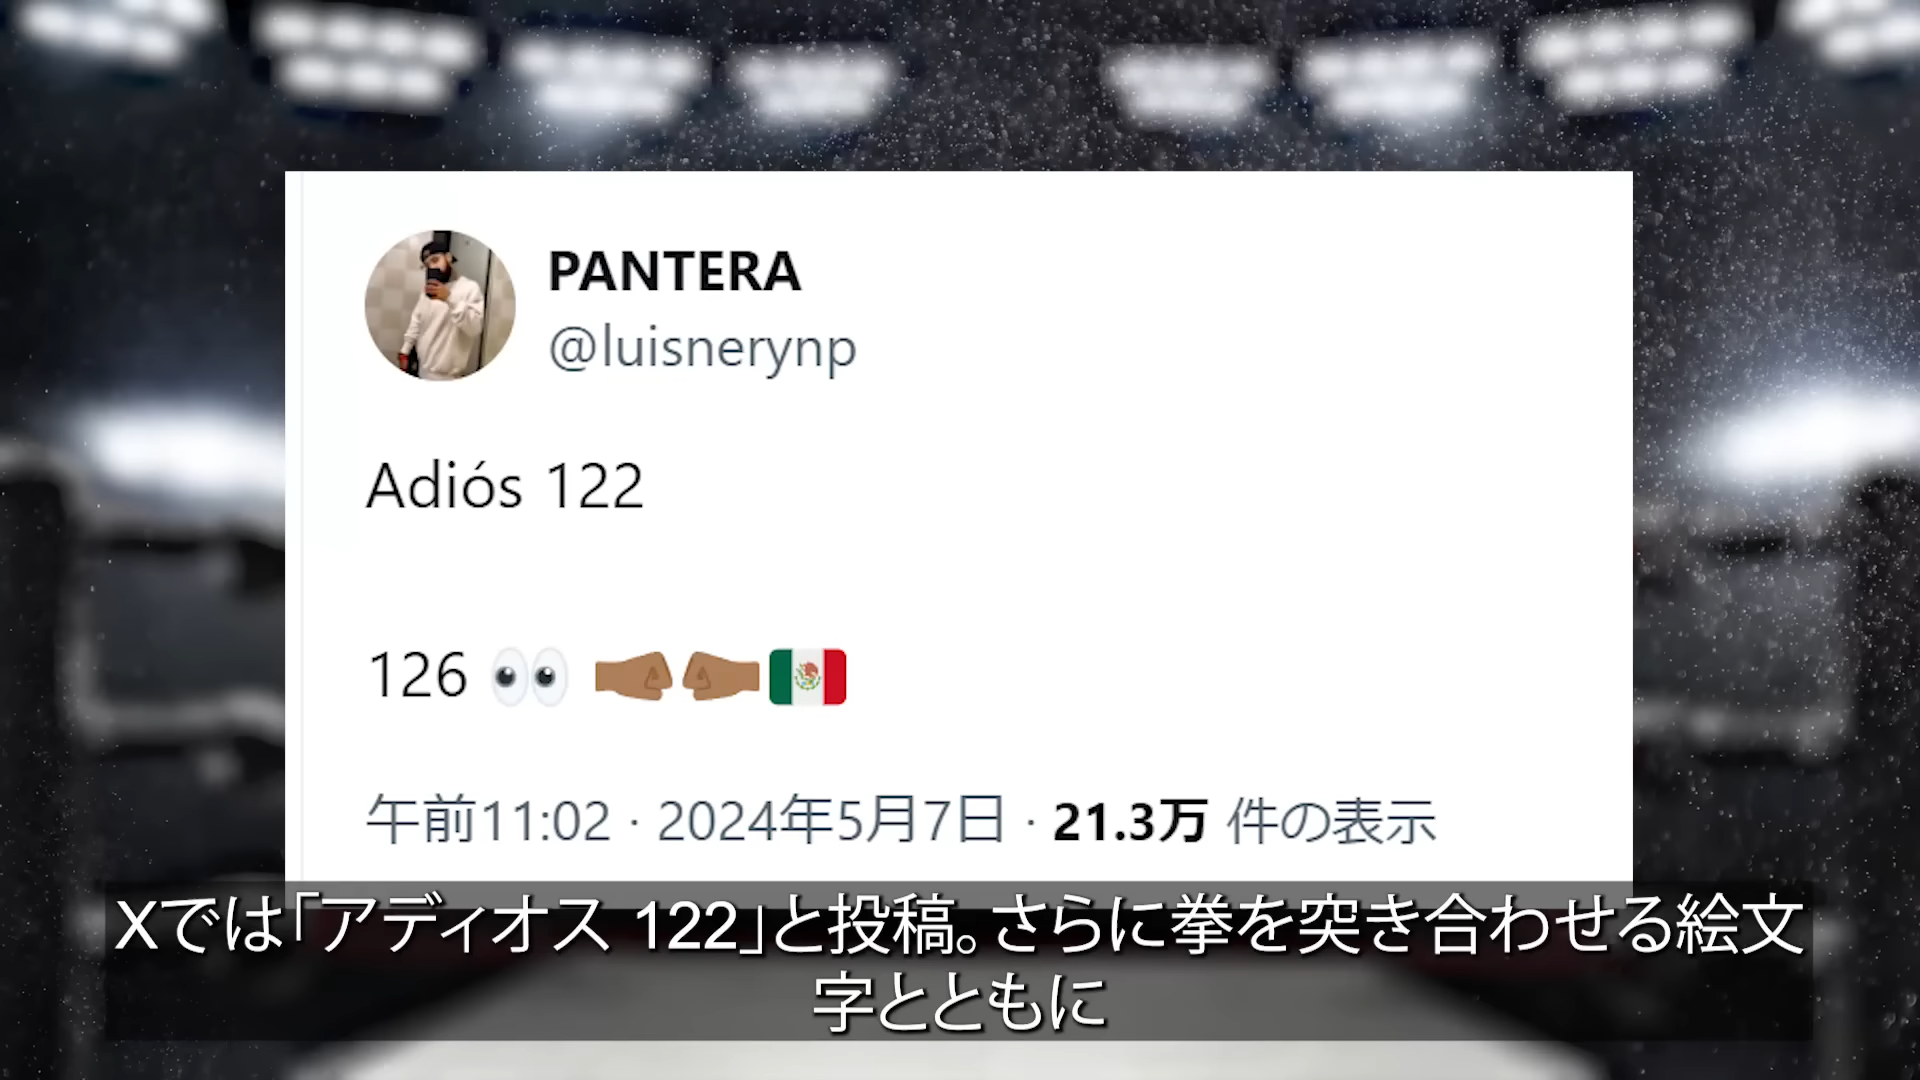 PANTERA
@luisnerynp
Adiós 122
126 👀 🤜🏾🤛🏾🇲🇽
午前11:02 · 2024年5月7日 · 21.3万 件の表示
Xでは「アディオス 122」と投稿。さらに拳を突き合わせる絵文
字とともに